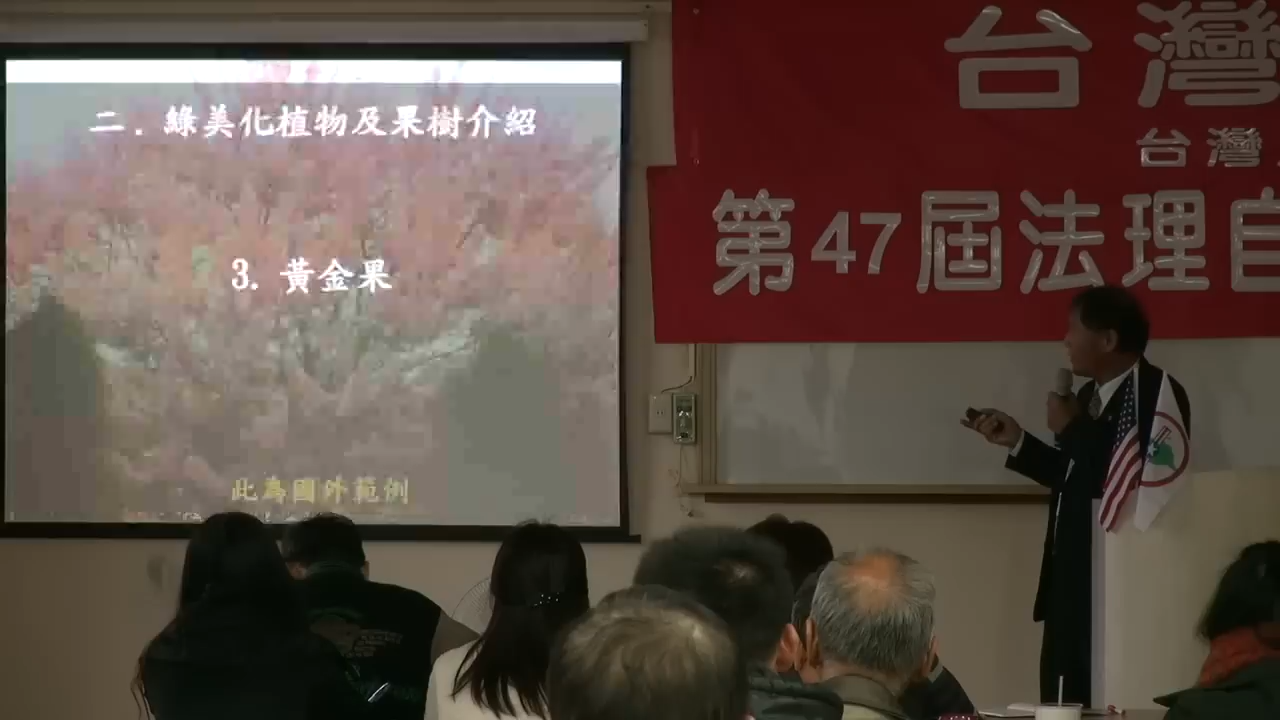 二. 綠美化植物及果樹介紹
3. 黃金果
此為國外範例
台灣
台灣
第47屆法理自